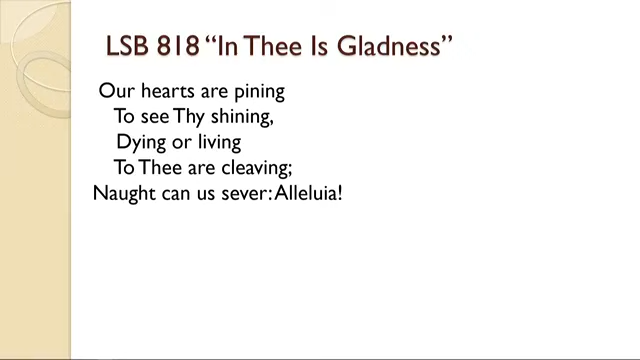 LSB 818 “In Thee Is Gladness”
Our hearts are pining
To see Thy shining,
Dying or living
To Thee are cleaving;
Naught can us sever: Alleluia!